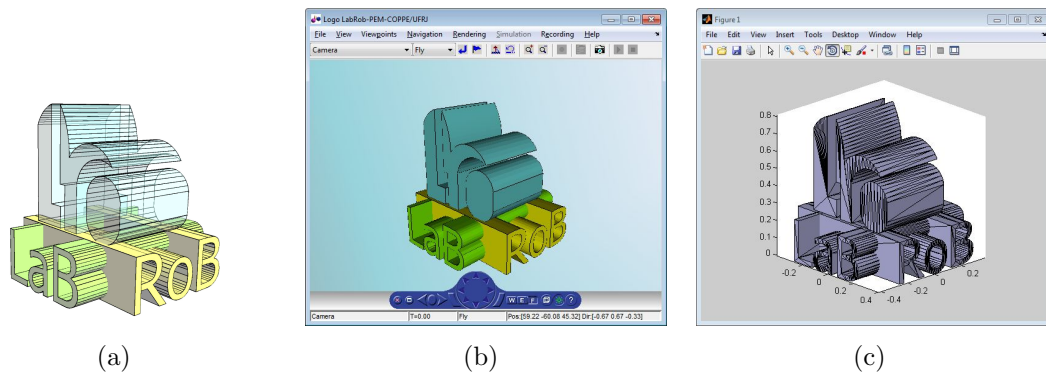 LaB
RoB
(a)
Logo LabRob-PEM-COPPE/UFRJ
File View Viewpoints Navigation Rendering Simulation Recording Help
Camera Fly
LaB
RoB
W E F ?
Camera T=0.00 Fly Pos:[59.22 -60.08 45.32] Dir:[-0.67 0.67 -0.33]
(b)
Figure 1
File Edit View Insert Tools Desktop Window Help
0.8
0.7
0.6
0.5
0.4
0.3
0.2
0.1
0
-0.2
0
0.2
0.4
-0.4
-0.2
0
0.2
LaB
RoB
(c)